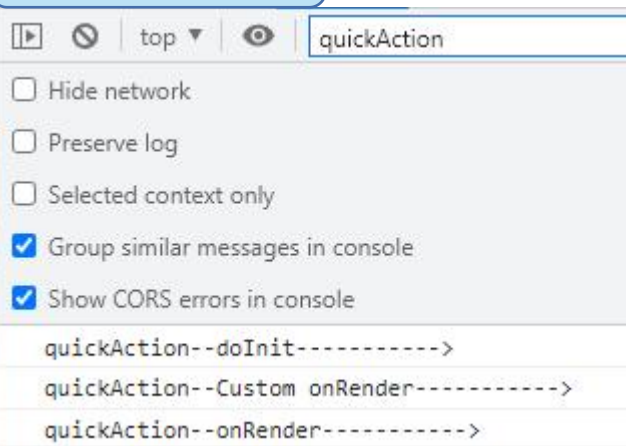 top ▼ quickAction
Hide network
Preserve log
Selected context only
Group similar messages in console
Show CORS errors in console
quickAction--doInit----------->
quickAction--Custom onRender----------->
quickAction--onRender----------->